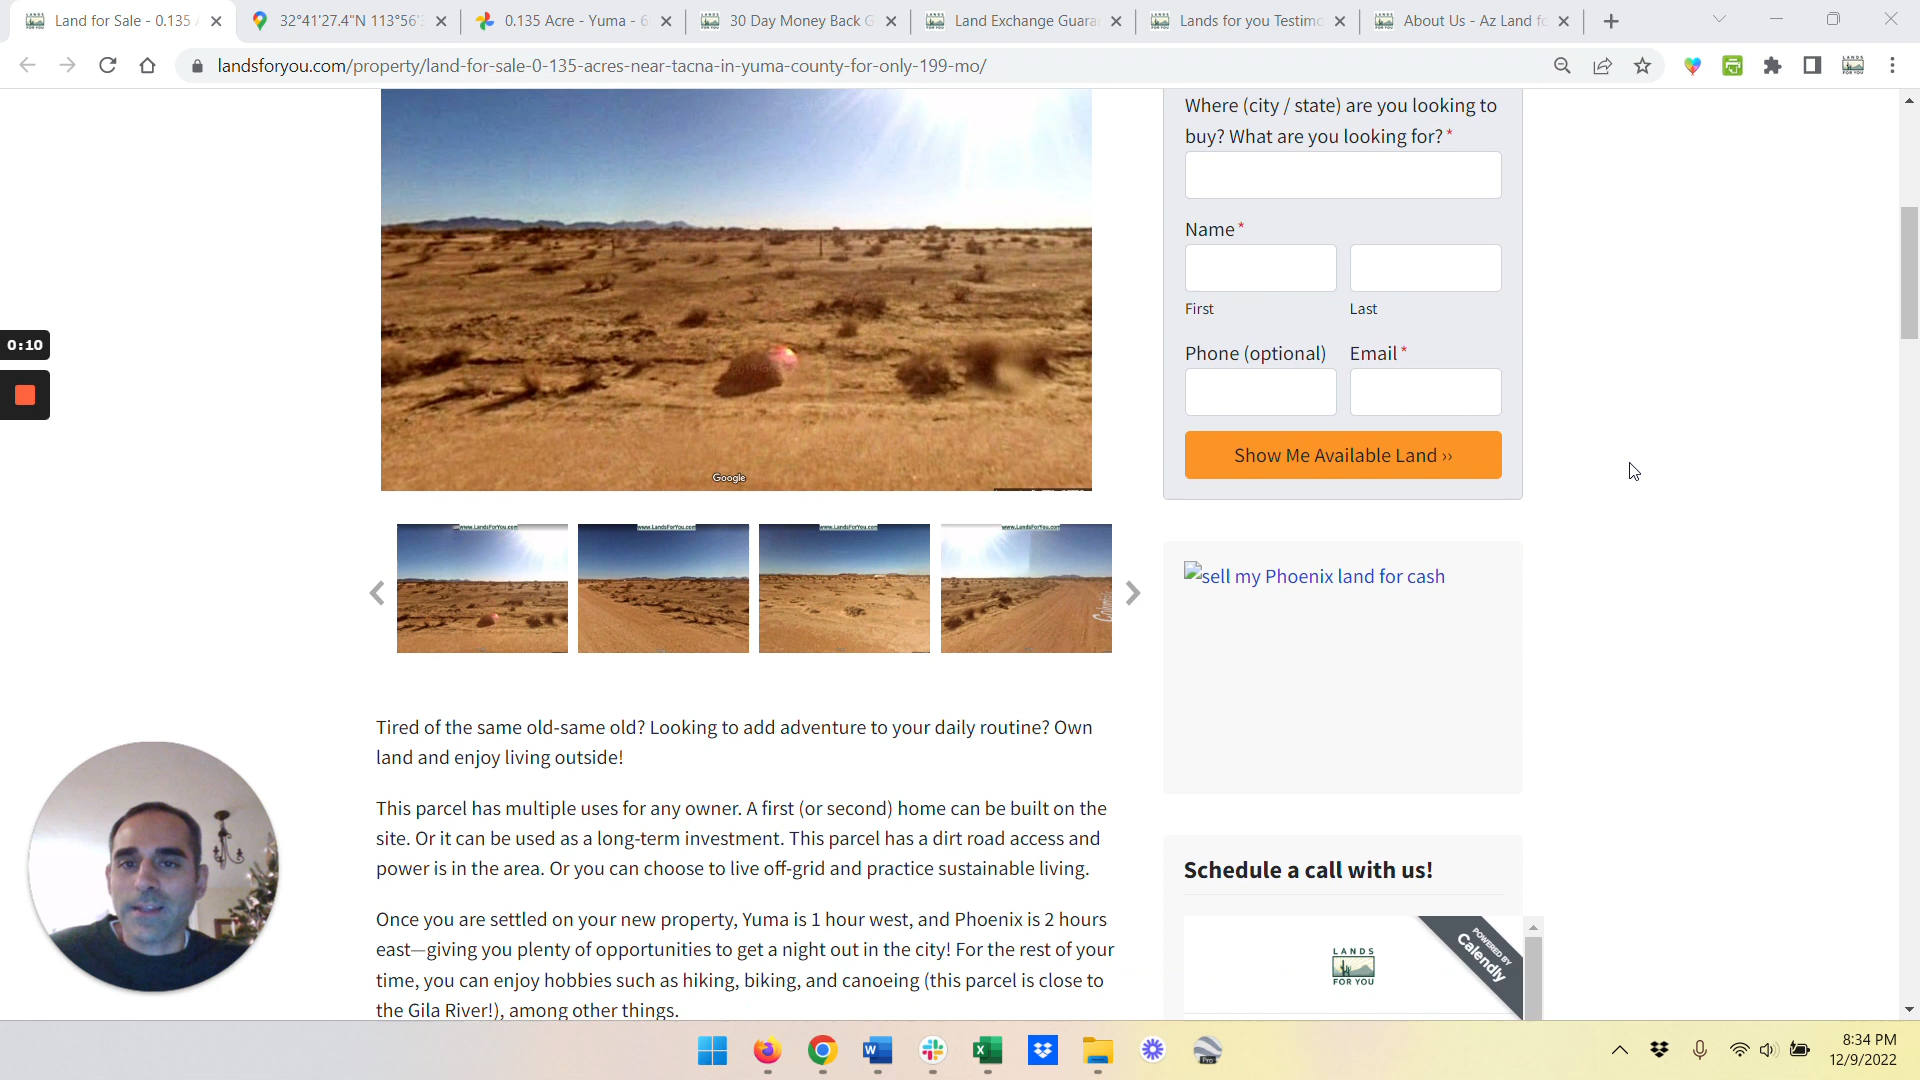 Land for Sale - 0.135 A
32°41'27.4"N 113°56'
0.135 Acre - Yuma - 6
30 Day Money Back G
Land Exchange Guara
Lands for you Testimo
About Us - Az Land fo
landsforyou.com/property/land-for-sale-0-135-acres-near-tacna-in-yuma-county-for-only-199-mo/
Where (city / state) are you looking to
buy? What are you looking for? *
Name *
First Last
Phone (optional) Email *
Show Me Available Land ››
0:10
Google
www.LandsForYou.com
www.LandsForYou.com
www.LandsForYou.com
www.LandsForYou.com
sell my Phoenix land for cash
Tired of the same old-same old? Looking to add adventure to your daily routine? Own
land and enjoy living outside!
This parcel has multiple uses for any owner. A first (or second) home can be built on the
site. Or it can be used as a long-term investment. This parcel has a dirt road access and
power is in the area. Or you can choose to live off-grid and practice sustainable living.
Once you are settled on your new property, Yuma is 1 hour west, and Phoenix is 2 hours
east—giving you plenty of opportunities to get a night out in the city! For the rest of your
time, you can enjoy hobbies such as hiking, biking, and canoeing (this parcel is close to
the Gila River!), among other things.
Schedule a call with us!
LANDS
FOR YOU
POWERED BY
Calendly
8:34 PM
12/9/2022